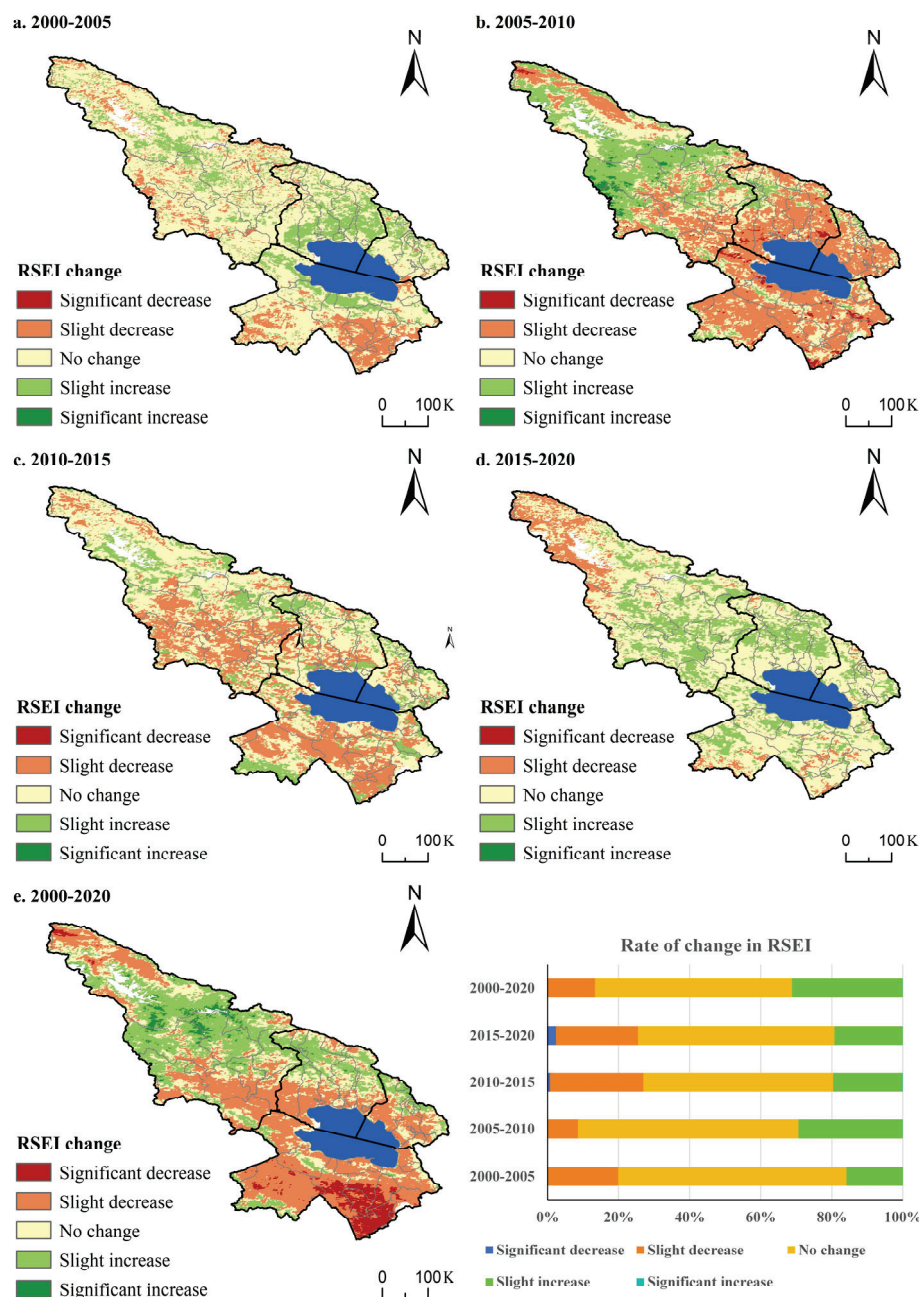 a. 2000-2005
N
RSEI change
Significant decrease
Slight decrease
No change
Slight increase
Significant increase
0 100 K
b. 2005-2010
N
RSEI change
Significant decrease
Slight decrease
No change
Slight increase
Significant increase
0 100 K
c. 2010-2015
N
N
N
RSEI change
Significant decrease
Slight decrease
No change
Slight increase
Significant increase
0 100 K
d. 2015-2020
N
RSEI change
Significant decrease
Slight decrease
No change
Slight increase
Significant increase
0 100 K
e. 2000-2020
N
RSEI change
Significant decrease
Slight decrease
No change
Slight increase
Significant increase
0 100 K
Rate of change in RSEI
2000-2020
2015-2020
2010-2015
2005-2010
2000-2005
0% 20% 40% 60% 80% 100%
Significant decrease Slight decrease No change
Slight increase Significant increase